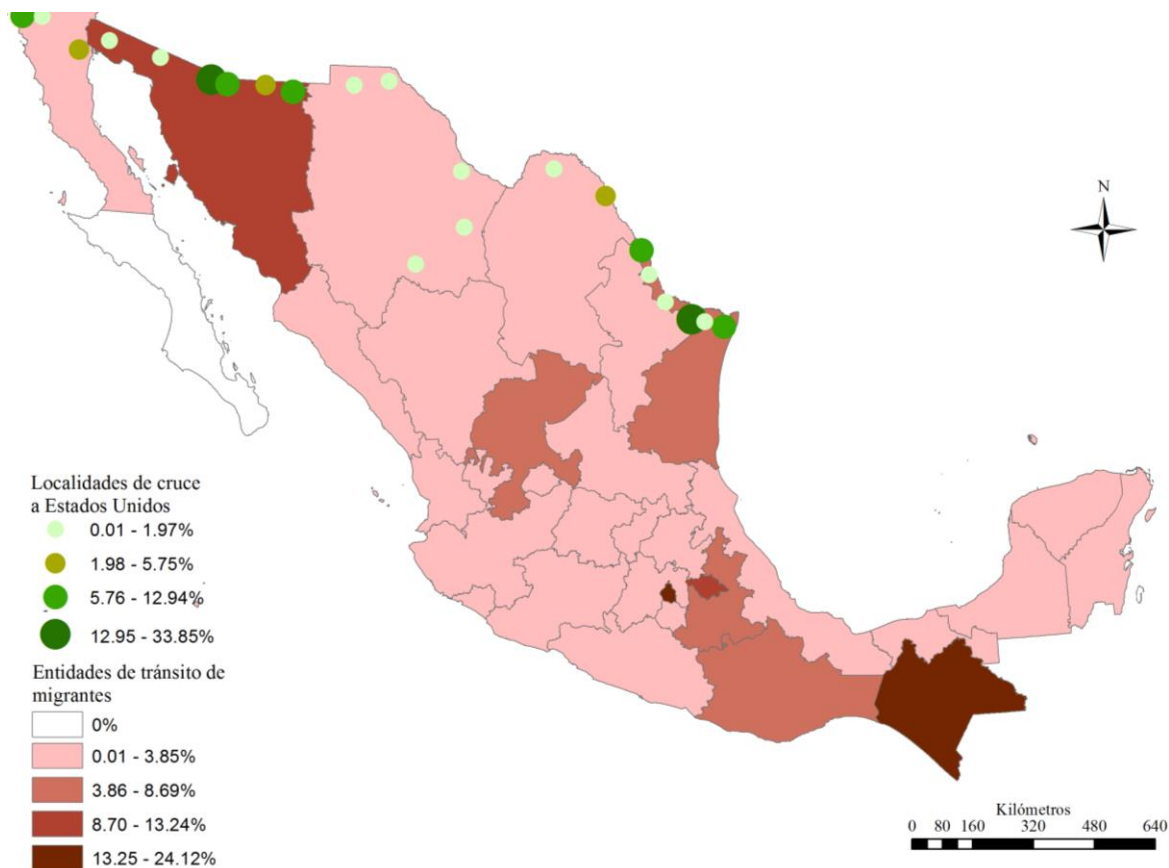 N
Localidades de cruce
a Estados Unidos
0.01 - 1.97%
1.98 - 5.75%
5.76 - 12.94%
12.95 - 33.85%
Entidades de tránsito de
migrantes
0%
0.01 - 3.85%
3.86 - 8.69%
8.70 - 13.24%
13.25 - 24.12%
Kilómetros
0 80 160 320 480 640